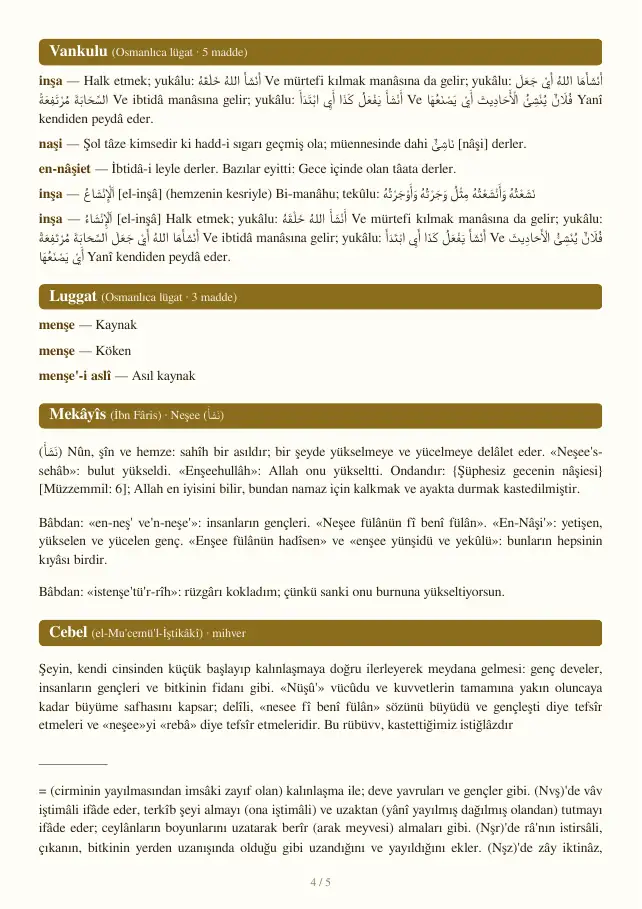 Vankulu (Osmanlıca lügat · 5 madde)
inşa — Halk etmek; yukâlu: أَنْشَأَ اللهُ خَلْقَهُ Ve mürtefi kılmak manâsına da gelir; yukâlu: أَنْشَأَهَا اللهُ أَيْ جَعَلَ
السَّحَابَةَ مُرْتَفِعَةً Ve ibtidâ manâsına gelir; yukâlu: أَنْشَأَ يَفْعَلُ كَذَا أَيِ ابْتَدَأَ Ve فُلَانٌ يُنْشِئُ الْأَحَادِيثَ أَيْ يَضَعُهَا Yanî
kendiden peydâ eder.
naşi — Şol tâze kimsedir ki hadd-i sıgarı geçmiş ola; müennesinde dahi نَاشِئٌ [nâşi] derler.
en-nâşiet — İbtidâ-i leyle derler. Bazılar eyitti: Gece içinde olan tâata derler.
inşa — اَلْإِنْشَاغُ [el-inşâ] (hemzenin kesriyle) Bi-manâhu; tekûlu: نَشَغْتُهُ وَأَنْشَغْتُهُ مِثْلُ وَجَرْتُهُ وَأَوْجَرْتُهُ
inşa — اَلْإِنْشَاءُ [el-inşâ] Halk etmek; yukâlu: أَنْشَأَ اللهُ خَلْقَهُ Ve mürtefi kılmak manâsına da gelir; yukâlu:
أَنْشَأَهَا اللهُ أَيْ جَعَلَ السَّحَابَةَ مُرْتَفِعَةً Ve ibtidâ manâsına gelir; yukâlu: أَنْشَأَ يَفْعَلُ كَذَا أَيِ ابْتَدَأَ Ve فُلَانٌ يُنْشِئُ الْأَحَادِيثَ
أَيْ يَضَعُهَا Yanî kendiden peydâ eder.
Luggat (Osmanlıca lügat · 3 madde)
menşe — Kaynak
menşe — Köken
menşe'-i aslî — Asıl kaynak
Mekâyîs (İbn Fâris) · Neşee (نَشَأَ)
(نَشَأَ) Nûn, şîn ve hemze: sahîh bir asıldır; bir şeyde yükselmeye ve yücelmeye delâlet eder. «Neşee's-
sehâb»: bulut yükseldi. «Enşeehullâh»: Allah onu yükseltti. Ondandır: {Şüphesiz gecenin nâşiesi}
[Müzzemmil: 6]; Allah en iyisini bilir, bundan namaz için kalkmak ve ayakta durmak kastedilmiştir.
Bâbdan: «en-neş' ve'n-neşe'»: insanların gençleri. «Neşee fülânün fî benî fülân». «En-Nâşi'»: yetişen,
yükselen ve yücelen genç. «Enşee fülânün hadîsen» ve «enşee yünşidü ve yekûlü»: bunların hepsinin
kıyâsı birdir.
Bâbdan: «istenşe'tü'r-rîh»: rüzgârı kokladım; çünkü sanki onu burnuna yükseltiyorsun.
Cebel (el-Mu'cemü'l-İştikâkî) · mihver
Şeyin, kendi cinsinden küçük başlayıp kalınlaşmaya doğru ilerleyerek meydana gelmesi: genç develer,
insanların gençleri ve bitkinin fidanı gibi. «Nüşû'» vücûdu ve kuvvetlerin tamamına yakın oluncaya
kadar büyüme safhasını kapsar; delîli, «nesee fî benî fülân» sözünü büyüdü ve gençleşti diye tefsîr
etmeleri ve «neşee»yi «rebâ» diye tefsîr etmeleridir. Bu rübüvv, kastettiğimiz istiğlâzdır
= (cirminin yayılmasından imsâki zayıf olan) kalınlaşma ile; deve yavruları ve gençler gibi. (Nvş)'de vâv
iştimâli ifâde eder, terkîb şeyi almayı (ona iştimâli) ve uzaktan (yânî yayılmış dağılmış olandan) tutmayı
ifâde eder; ceylânların boyunlarını uzatarak berîr (arak meyvesi) almaları gibi. (Nşr)'de râ'nın istirsâli,
çıkanın, bitkinin yerden uzanışında olduğu gibi uzandığını ve yayıldığını ekler. (Nşz)'de zây iktinâz,
4 / 5